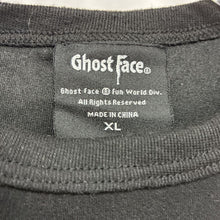 Ghost Face®
Ghost Face ® fun World Div.
All Rights Reserved
MADE IN CHINA
XL